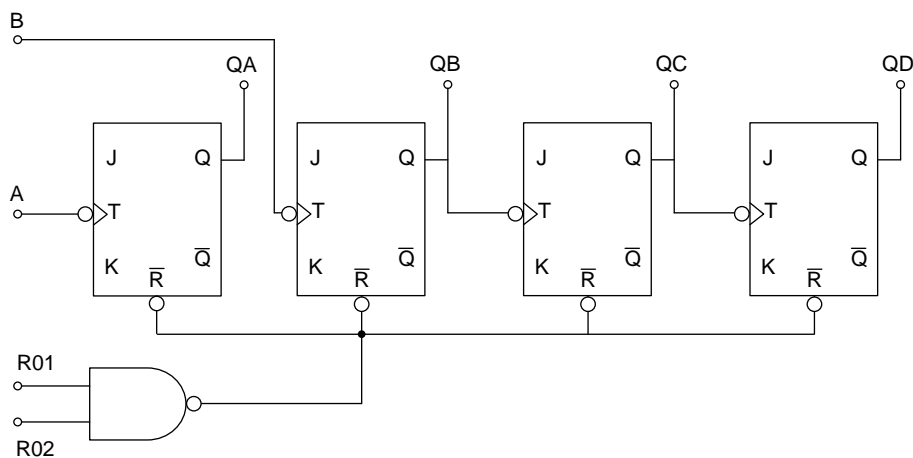 B
QA QB QC QD
J Q J Q J Q J Q
A
T T T T
K Q̅ K Q̅ K Q̅ K Q̅
R̅ R̅ R̅ R̅
R01
R02